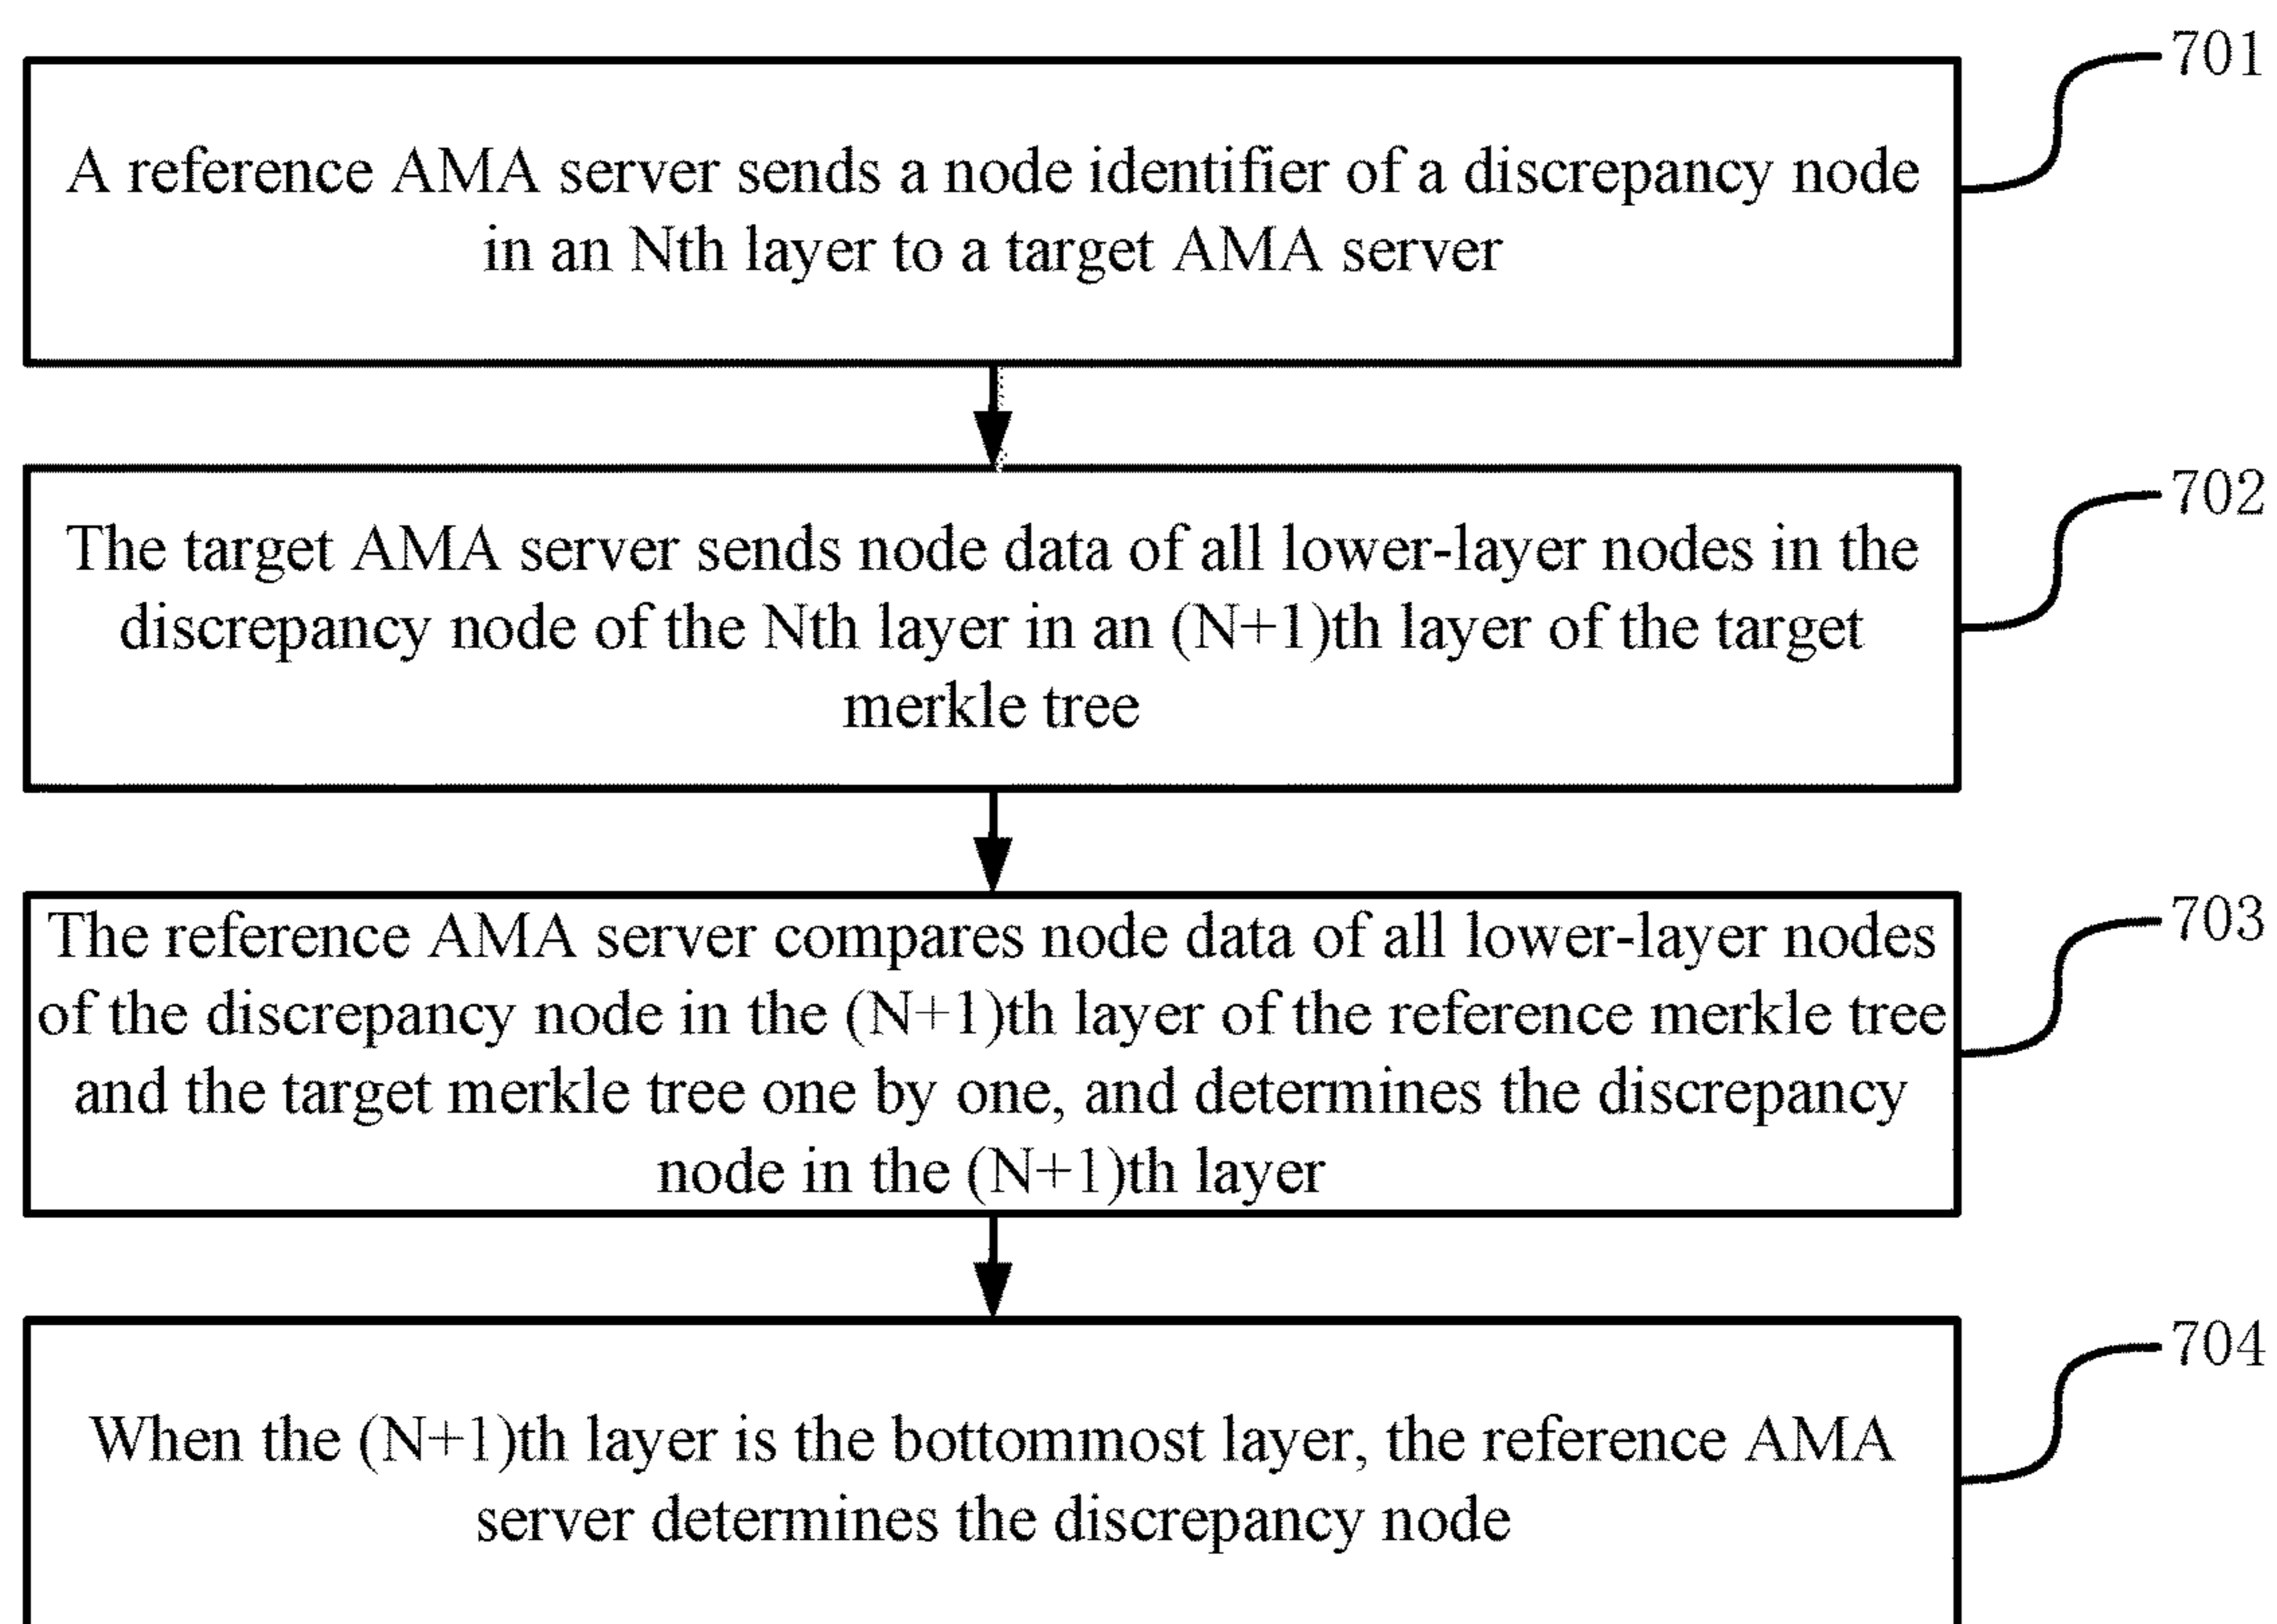 701
A reference AMA server sends a node identifier of a discrepancy node
in an Nth layer to a target AMA server
702
The target AMA server sends node data of all lower-layer nodes in the
discrepancy node of the Nth layer in an (N+1)th layer of the target
merkle tree
703
The reference AMA server compares node data of all lower-layer nodes
of the discrepancy node in the (N+1)th layer of the reference merkle tree
and the target merkle tree one by one, and determines the discrepancy
node in the (N+1)th layer
704
When the (N+1)th layer is the bottommost layer, the reference AMA
server determines the discrepancy node